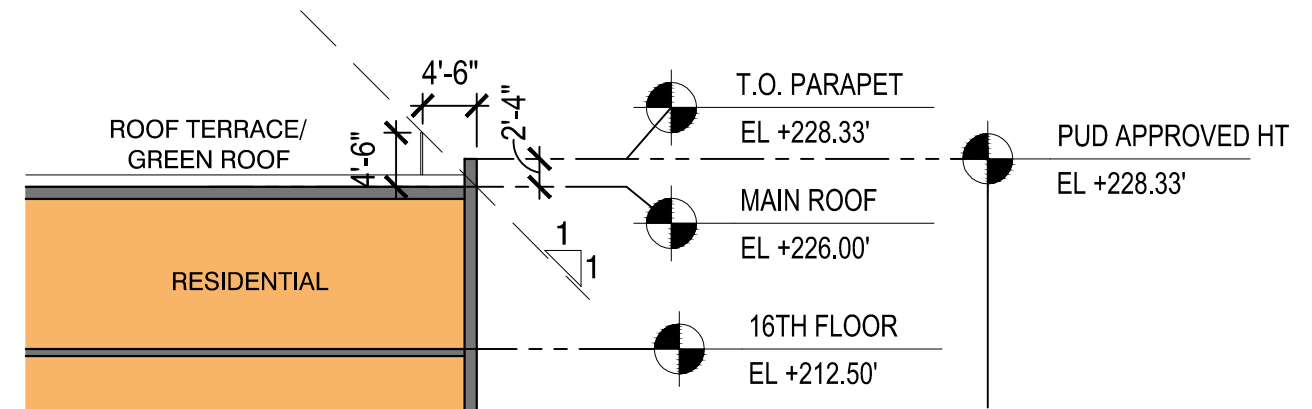 4'-6"
T.O. PARAPET
EL +228.33'
ROOF TERRACE/
GREEN ROOF
4'-6"
2'-4"
PUD APPROVED HT
EL +228.33'
MAIN ROOF
EL +226.00'
1
1
RESIDENTIAL
16TH FLOOR
EL +212.50'